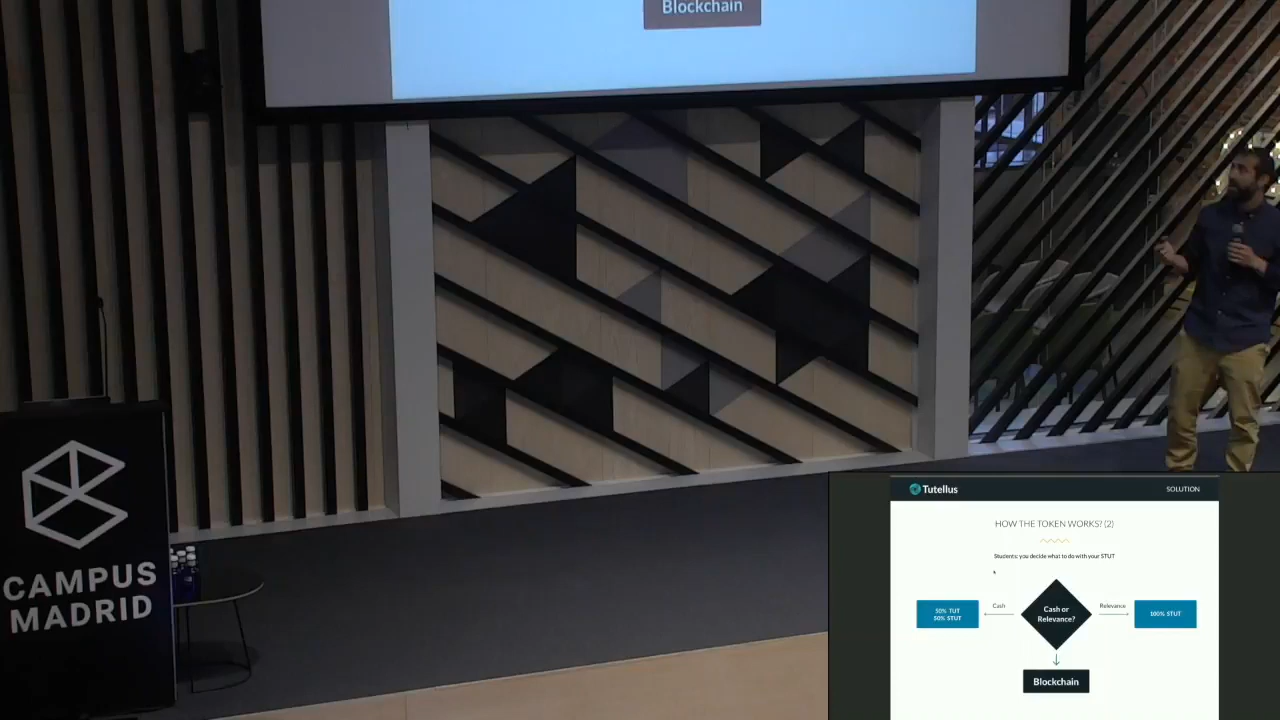 Blockchain
CAMPUS
MADRID
Tutellus
SOLUTION
HOW THE TOKEN WORKS? (2)
Students: you decide what to do with your STUT
Cash
Cash or
Relevance?
Relevance
50% TUT
50% STUT
100% STUT
Blockchain